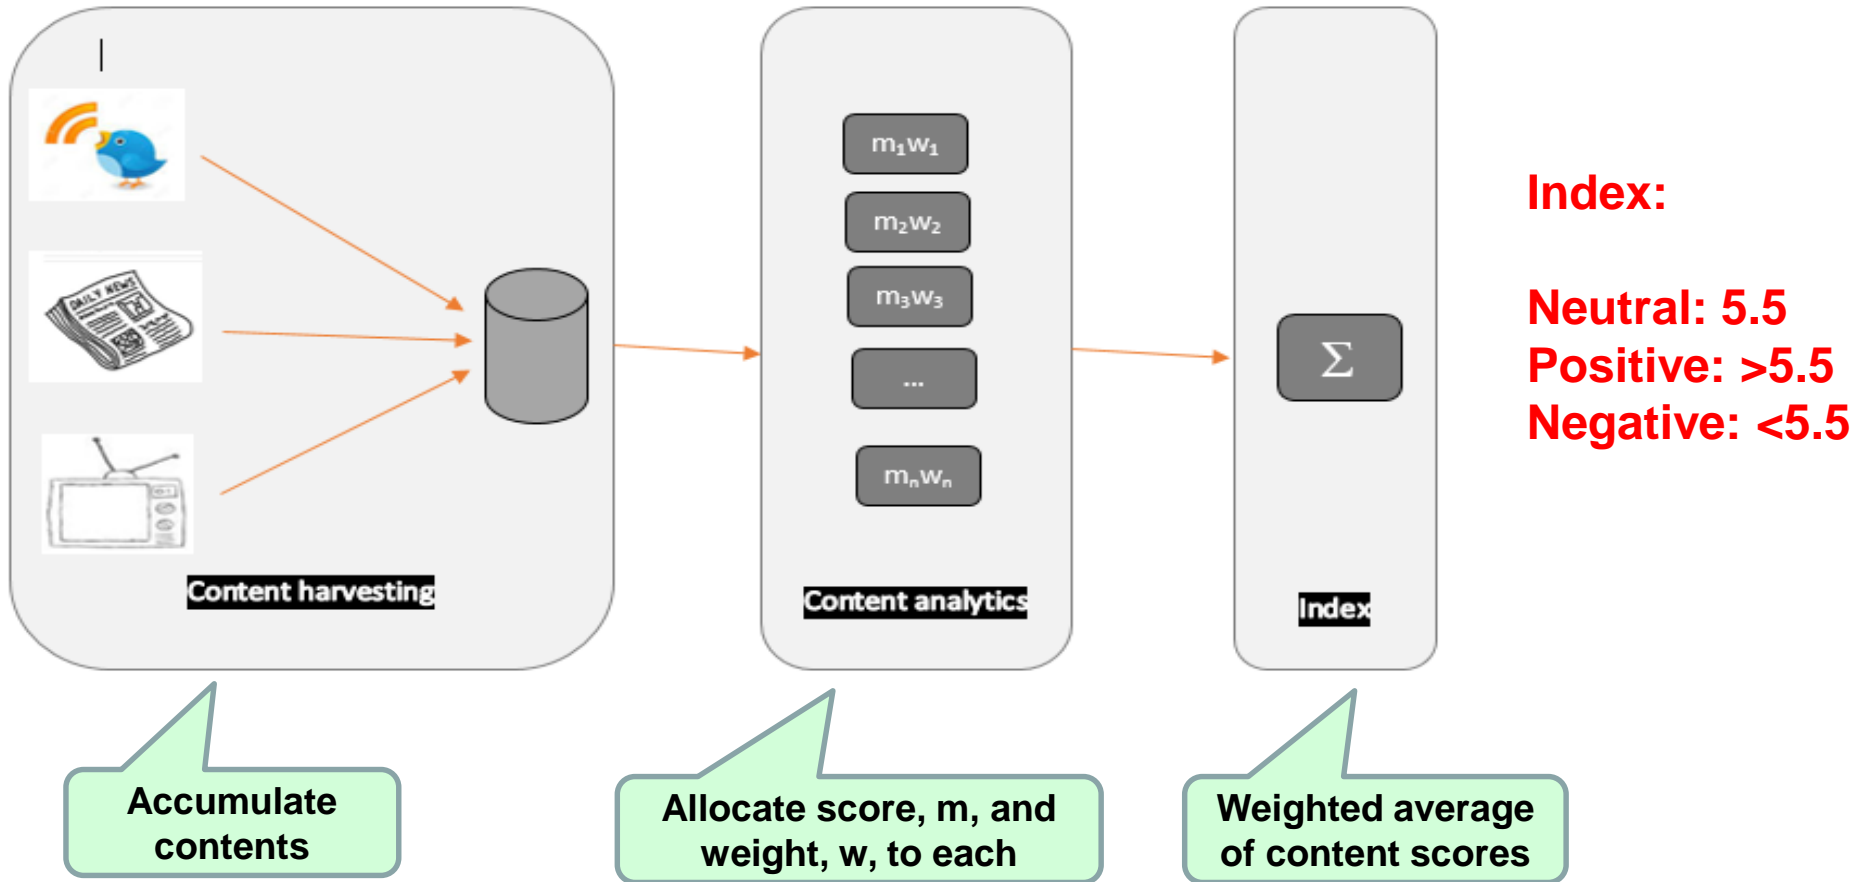 DAILY NEWS
Content harvesting
m₁w₁
m₂w₂
m₃w₃
...
mₙwₙ
Content analytics
Σ
Index
Index:
Neutral: 5.5
Positive: >5.5
Negative: <5.5
Accumulate
contents
Allocate score, m, and
weight, w, to each
Weighted average
of content scores